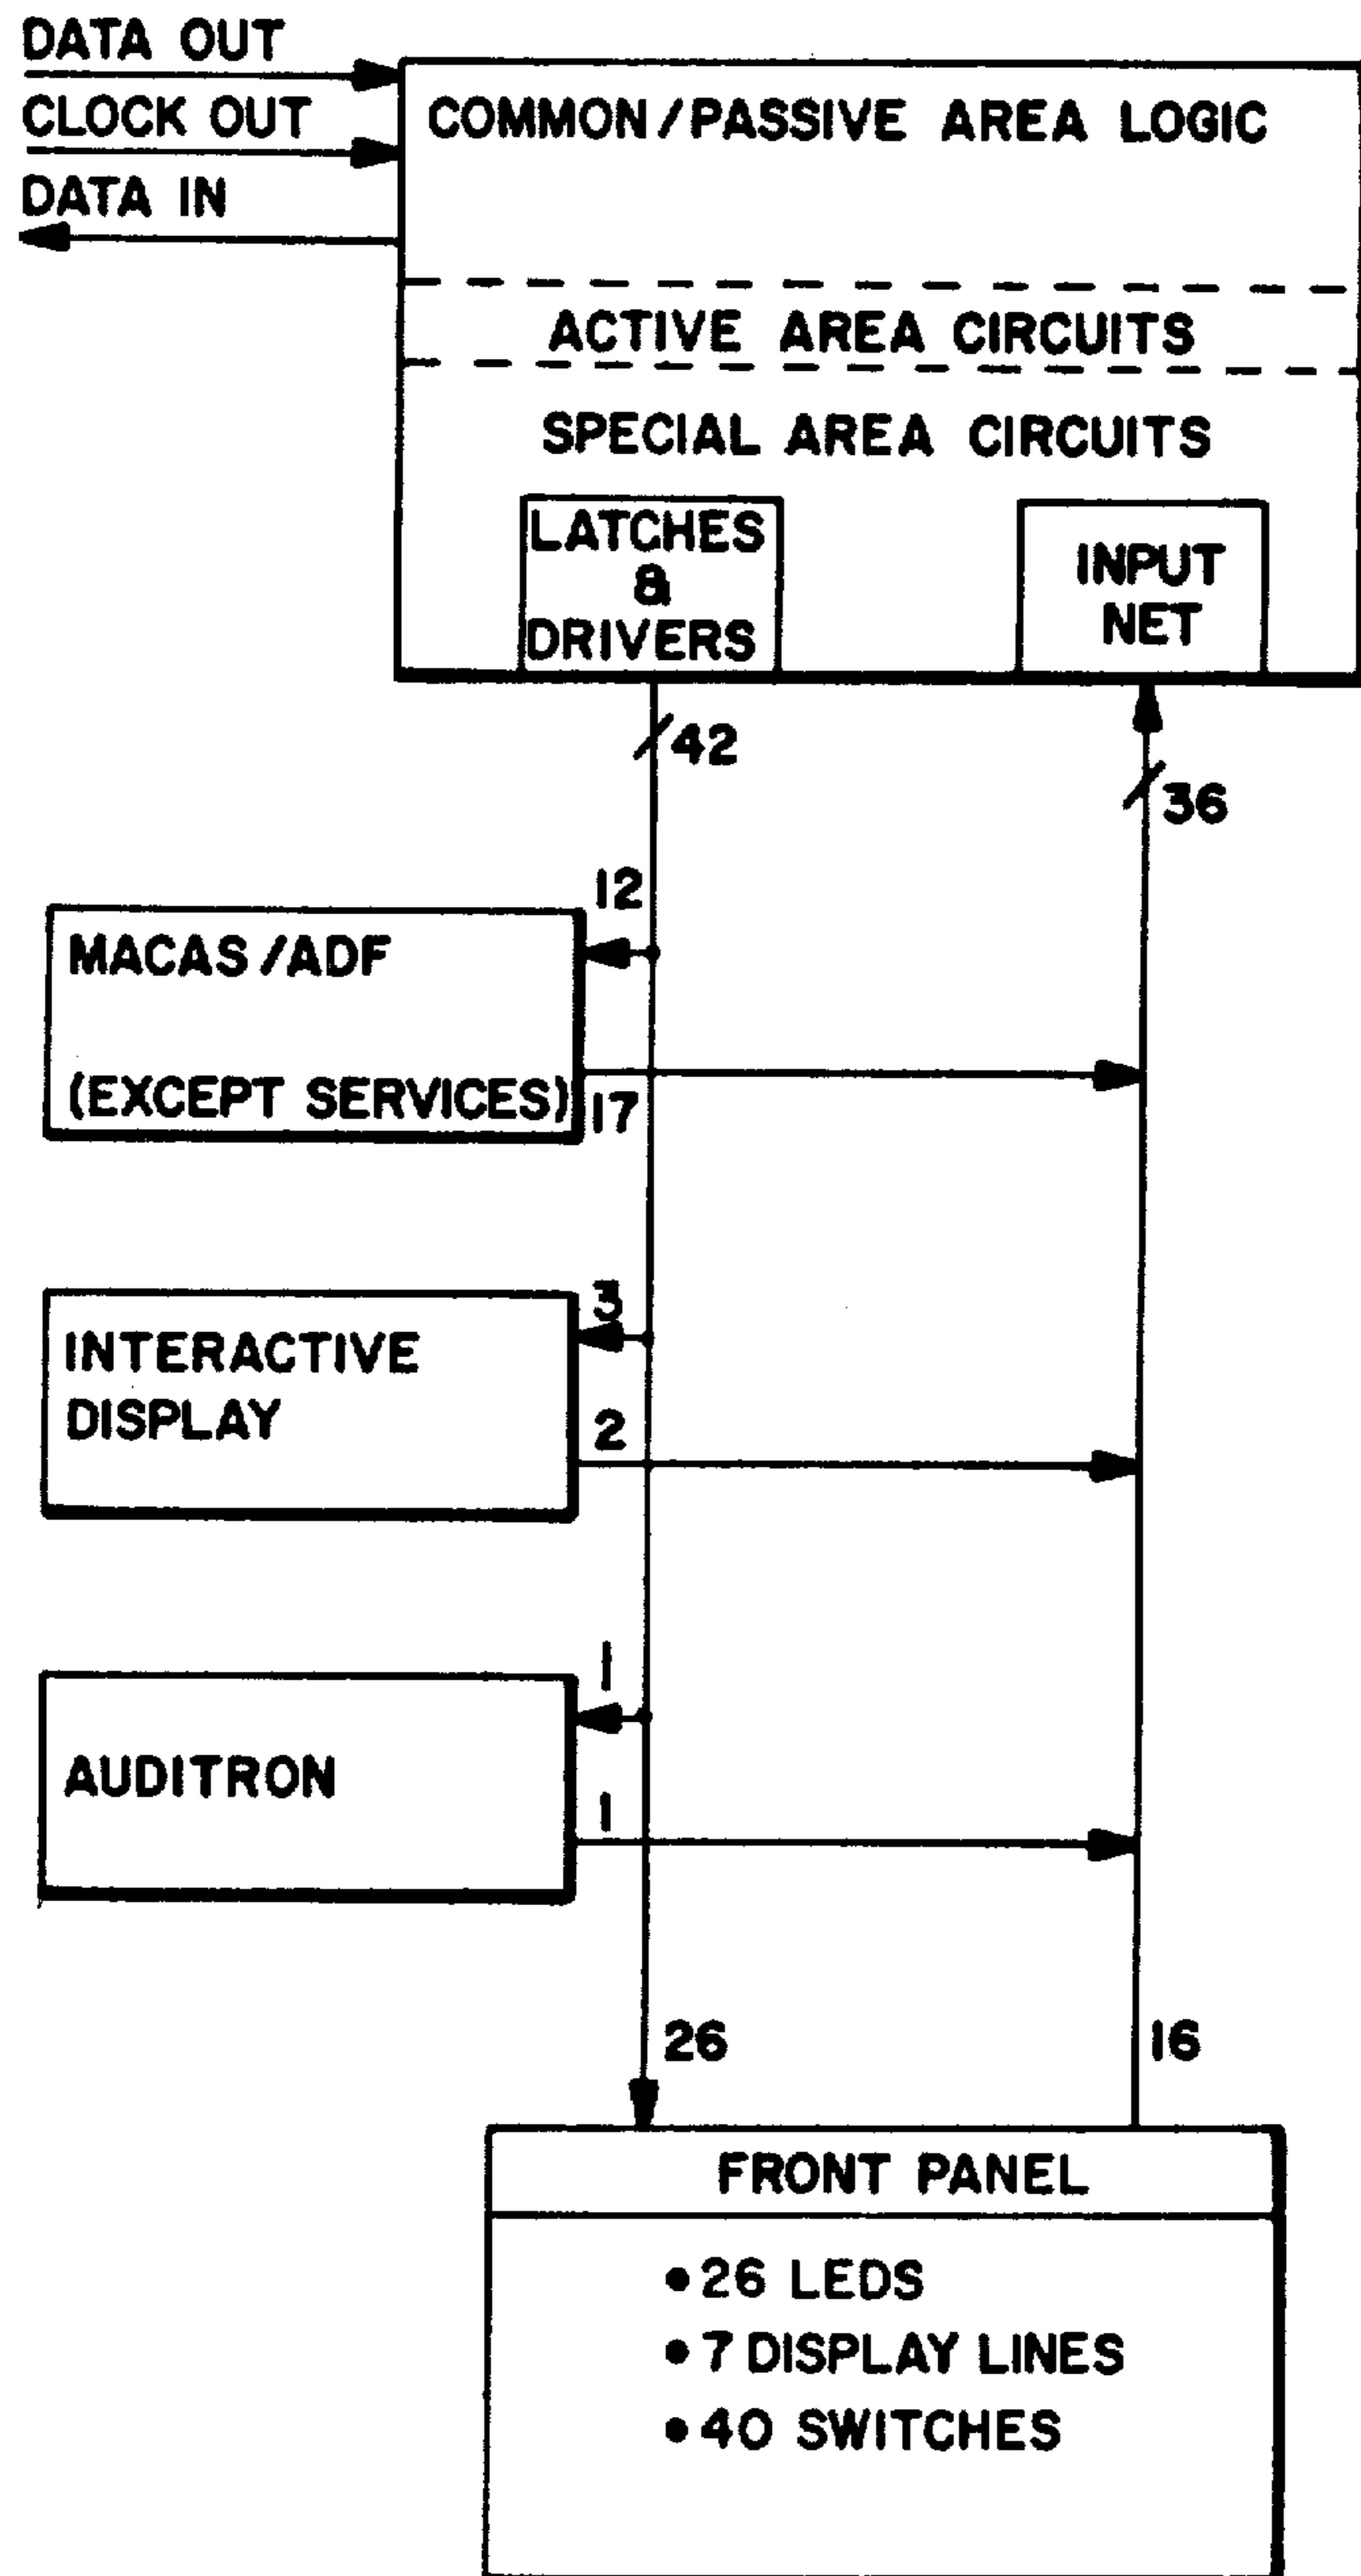 DATA OUT
CLOCK OUT
DATA IN
COMMON/PASSIVE AREA LOGIC
ACTIVE AREA CIRCUITS
SPECIAL AREA CIRCUITS
LATCHES
&
DRIVERS
INPUT
NET
42
36
12
MACAS/ADF
(EXCEPT SERVICES)
17
3
INTERACTIVE
DISPLAY
2
1
AUDITRON
1
26
16
FRONT PANEL
• 26 LEDS
• 7 DISPLAY LINES
• 40 SWITCHES